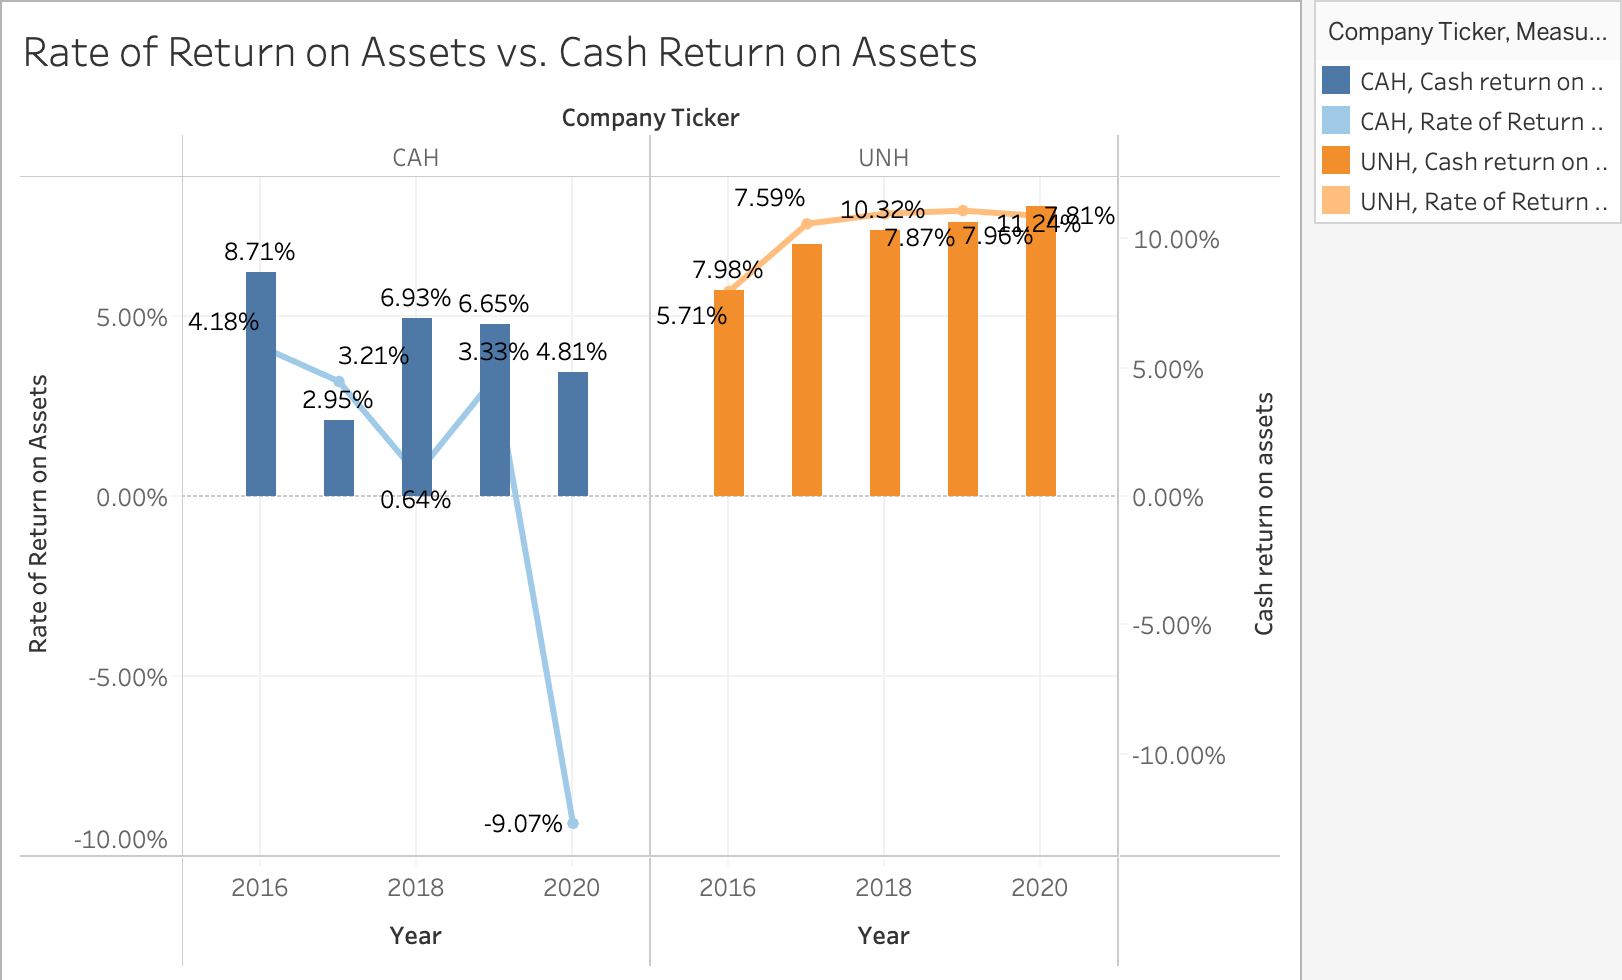 Rate of Return on Assets vs. Cash Return on Assets
Company Ticker, Measu...
CAH, Cash return on ..
CAH, Rate of Return ..
UNH, Cash return on ..
UNH, Rate of Return ..
Company Ticker
CAH
UNH
Rate of Return on Assets
5.00%
0.00%
-5.00%
-10.00%
8.71%
4.18%
3.21%
2.95%
6.93%
0.64%
6.65%
3.33%
4.81%
-9.07%
7.98%
5.71%
7.59%
10.32%
7.87%
7.96%
11.24%
7.81%
10.00%
5.00%
0.00%
-5.00%
-10.00%
Cash return on assets
2016 2018 2020
2016 2018 2020
Year
Year